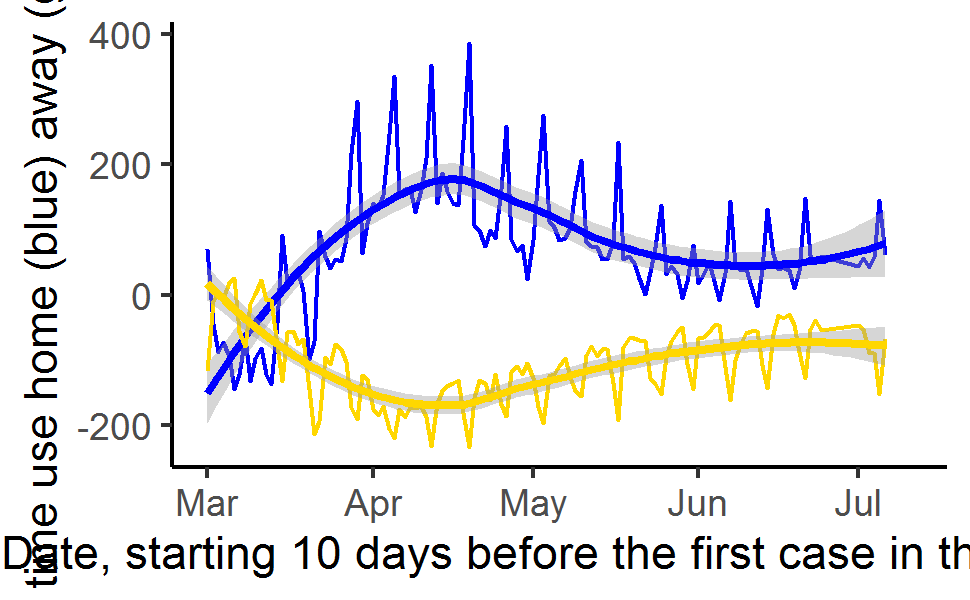 time use home (blue) away (
400
200
0
-200
Mar Apr May Jun Jul
Date, starting 10 days before the first case in th